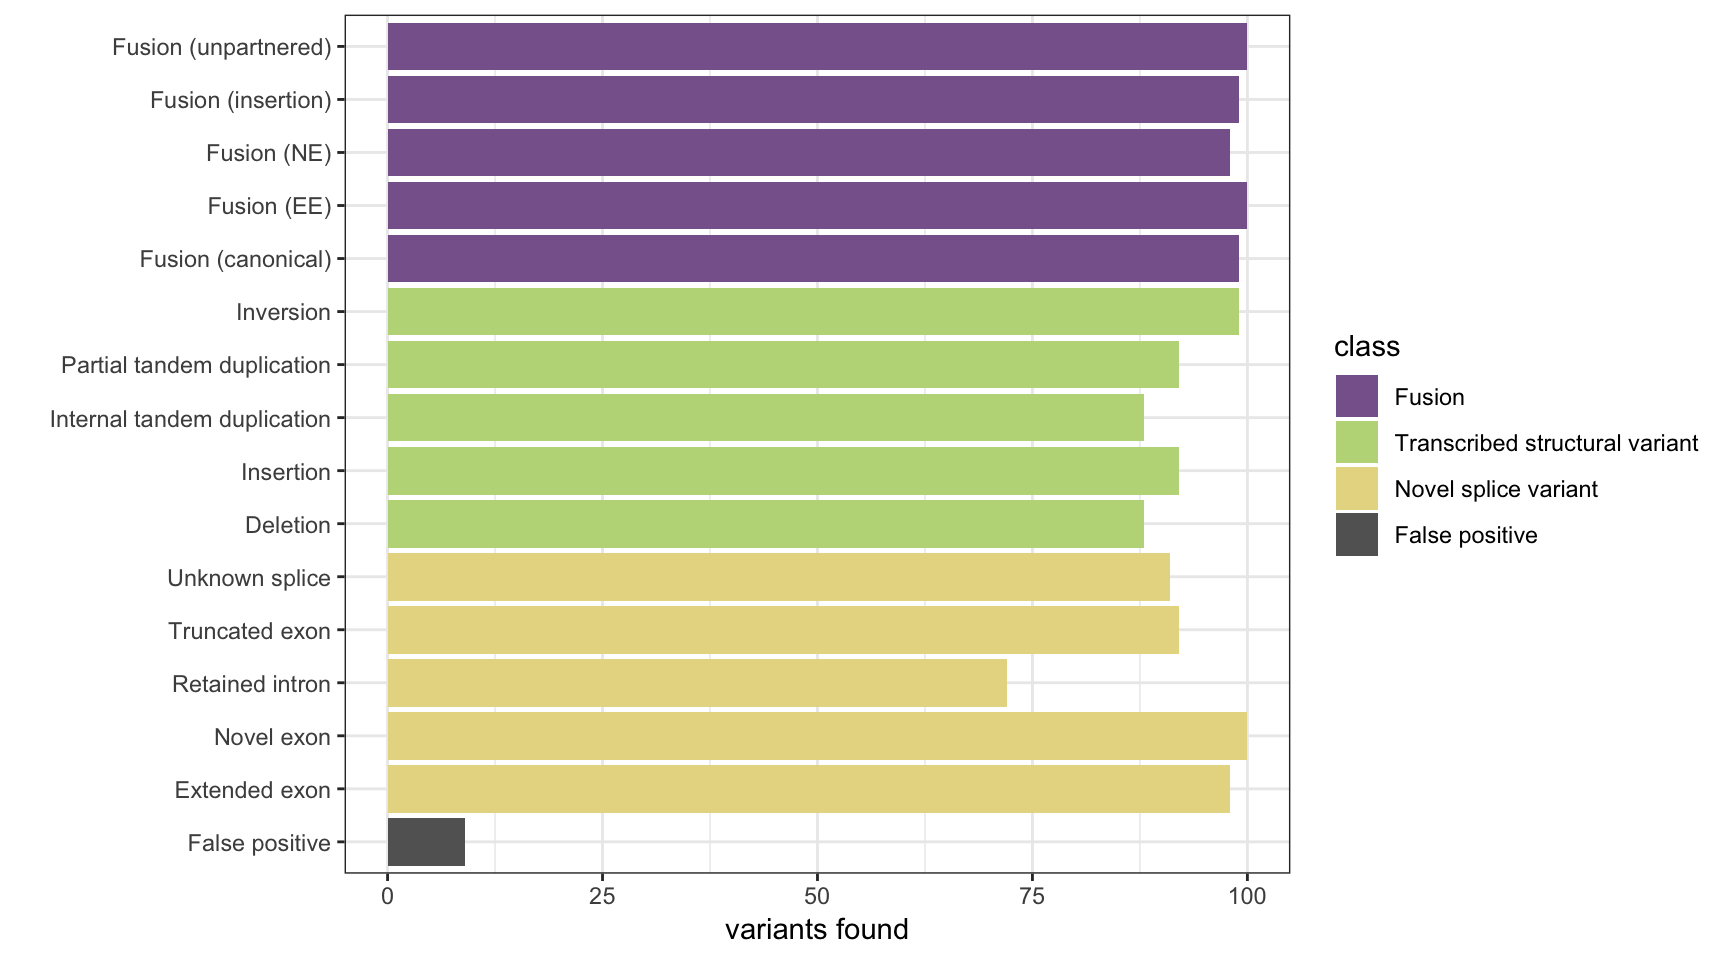 Fusion (unpartnered)
Fusion (insertion)
Fusion (NE)
Fusion (EE)
Fusion (canonical)
Inversion
Partial tandem duplication
Internal tandem duplication
Insertion
Deletion
Unknown splice
Truncated exon
Retained intron
Novel exon
Extended exon
False positive
0 25 50 75 100
variants found
class
Fusion
Transcribed structural variant
Novel splice variant
False positive